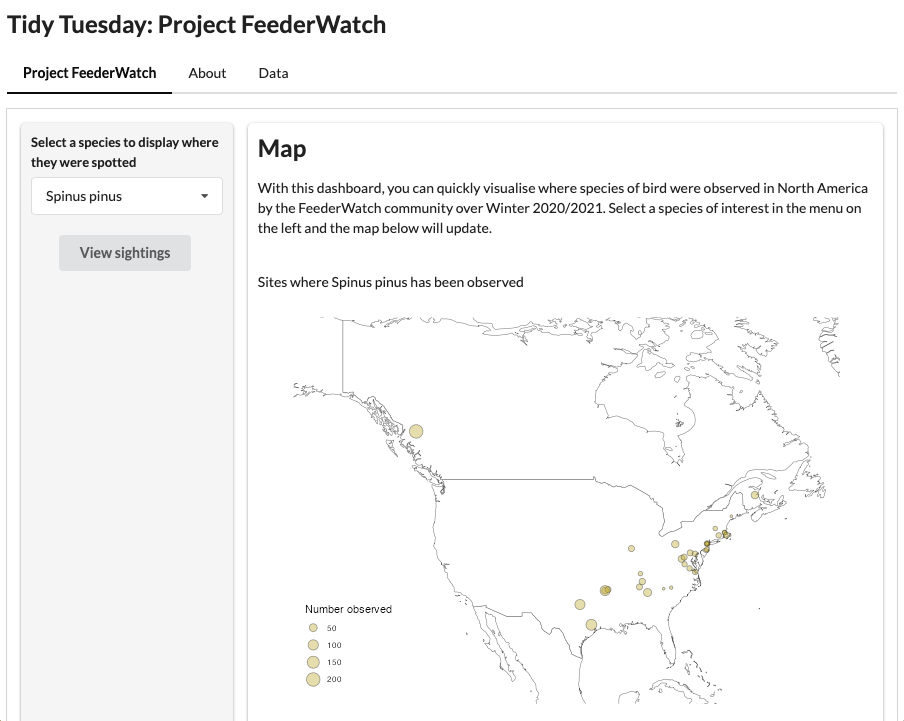 Tidy Tuesday: Project FeederWatch
Project FeederWatch
About
Data
Select a species to display where
they were spotted
Spinus pinus
View sightings
Map
With this dashboard, you can quickly visualise where species of bird were observed in North America
by the FeederWatch community over Winter 2020/2021. Select a species of interest in the menu on
the left and the map below will update.
Sites where Spinus pinus has been observed
Number observed
50
100
150
200